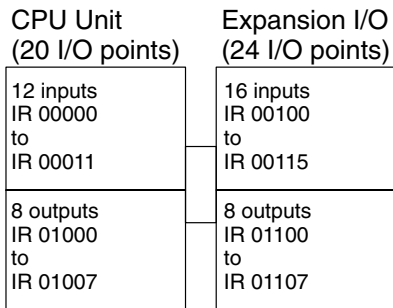 CPU Unit
(20 I/O points)
12 inputs
IR 00000
to
IR 00011
8 outputs
IR 01000
to
IR 01007
Expansion I/O
(24 I/O points)
16 inputs
IR 00100
to
IR 00115
8 outputs
IR 01100
to
IR 01107